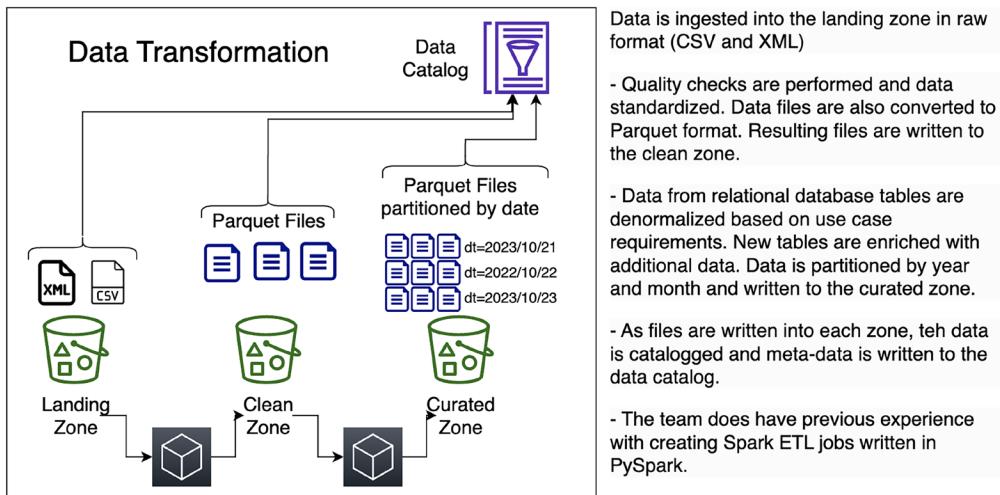 Data Transformation
Data
Catalog
Parquet Files
partitioned by date
Parquet Files
dt=2023/10/21
dt=2022/10/22
dt=2023/10/23
XML
CSV
Landing
Zone
Clean
Zone
Curated
Zone
Data is ingested into the landing zone in raw
format (CSV and XML)
- Quality checks are performed and data
standardized. Data files are also converted to
Parquet format. Resulting files are written to
the clean zone.
- Data from relational database tables are
denormalized based on use case
requirements. New tables are enriched with
additional data. Data is partitioned by year
and month and written to the curated zone.
- As files are written into each zone, teh data
is catalogged and meta-data is written to the
data catalog.
- The team does have previous experience
with creating Spark ETL jobs written in
PySpark.